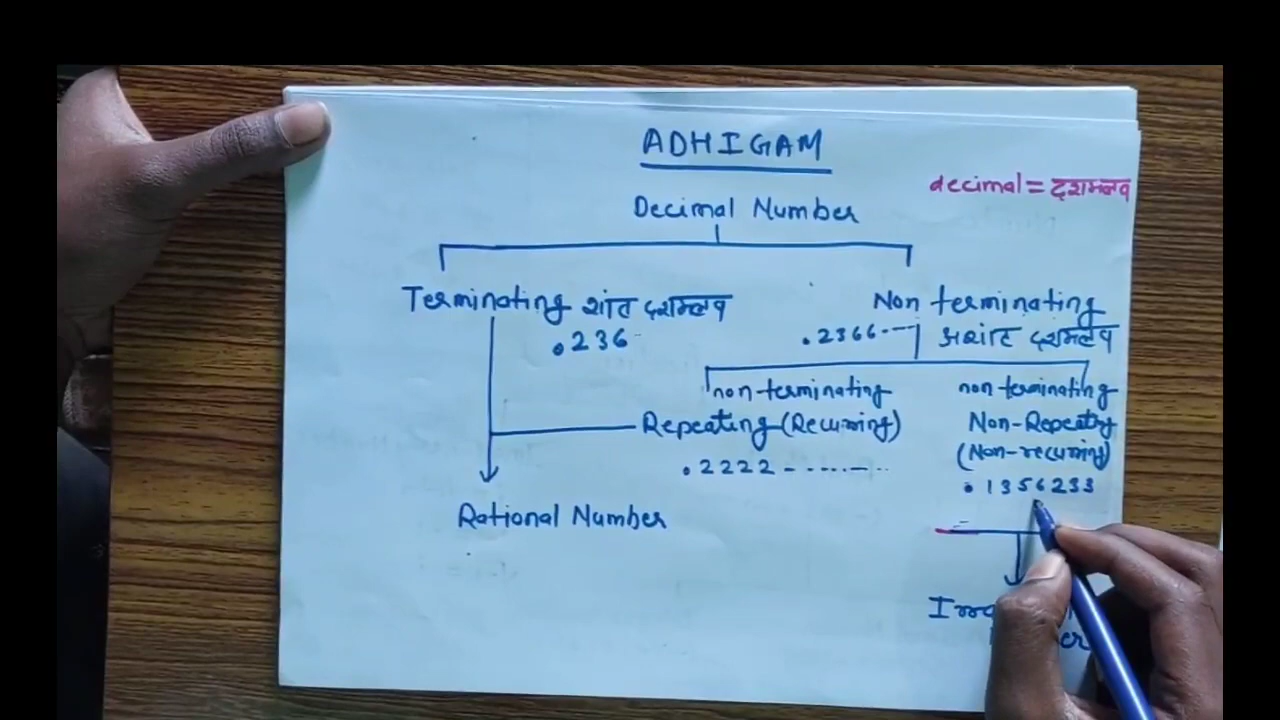 ADHIGAM
decimal = दशमलव
Decimal Number
Terminating शांत दशमलव
.236
Non terminating
.2366---
अशांत दशमलव
non-terminating
Repeating (Recurring)
.2222-------
non terminating
Non-Repeatng
(Non-recurring)
.1356233
Rational Number